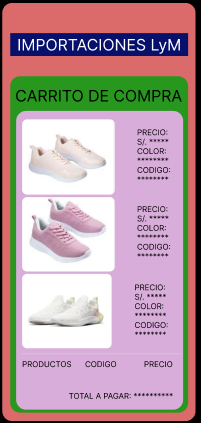 IMPORTACIONES LyM
CARRITO DE COMPRA
PRECIO:
S/. *****
COLOR:
********
CODIGO:
********
PRECIO:
S/. *****
COLOR:
********
CODIGO:
********
PRECIO:
S/. *****
COLOR:
********
CODIGO:
********
PRODUCTOS CODIGO PRECIO
TOTAL A PAGAR: **********